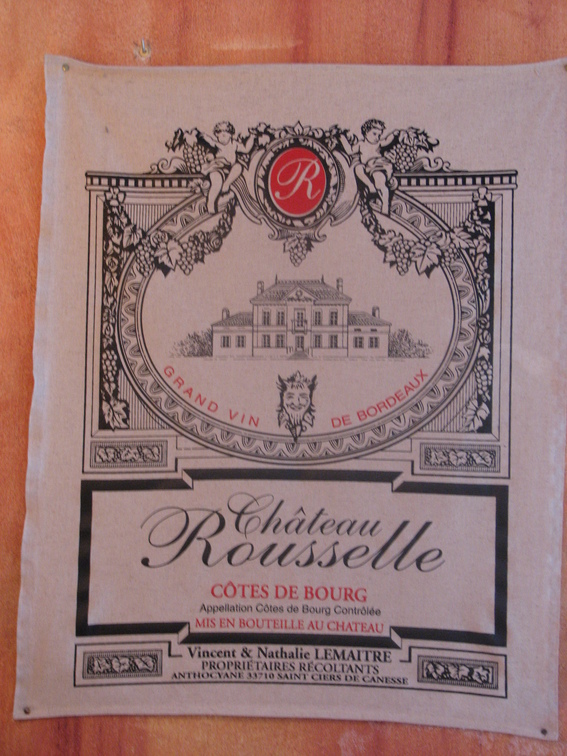 R
GRAND VIN DE BORDEAUX
Château
Rousselle
CÔTES DE BOURG
Appellation Côtes de Bourg Contrôlée
MIS EN BOUTEILLE AU CHATEAU
Vincent & Nathalie LEMAITRE
PROPRIÉTAIRES RÉCOLTANTS
ANTHOCYANE 33710 SAINT CIERS DE CANESSE